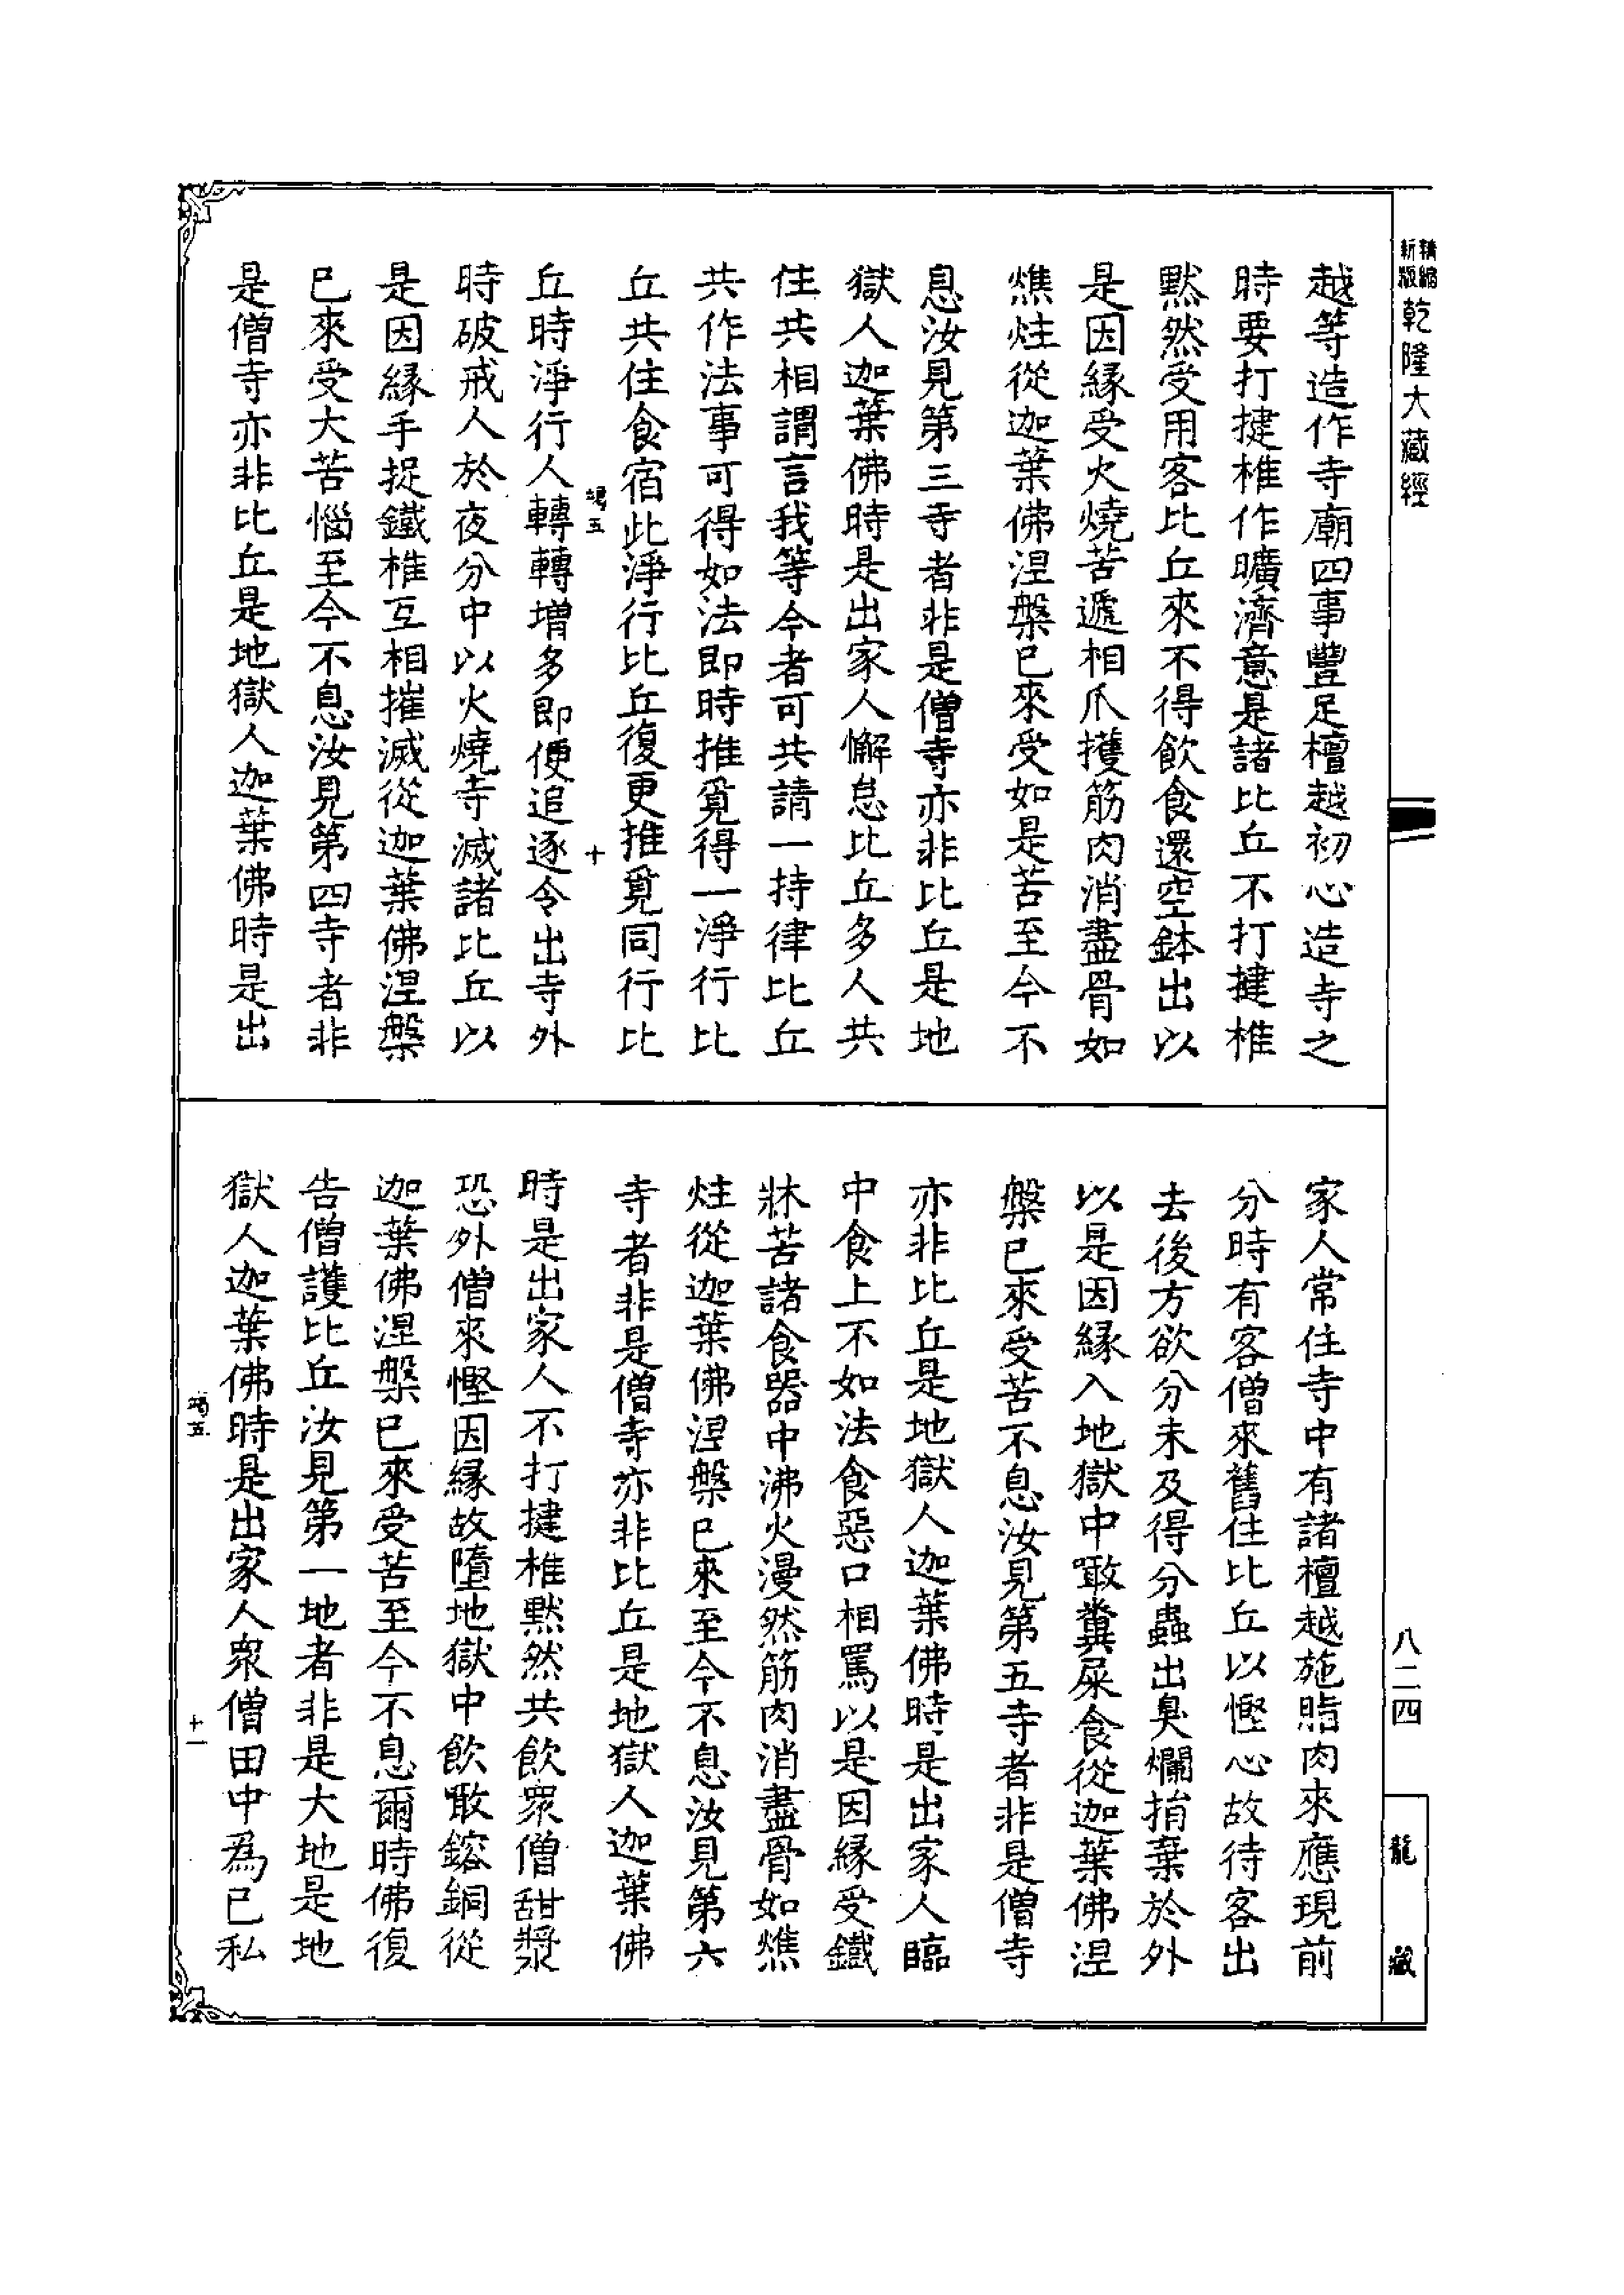 精縮
新版
乾隆大藏經
越等造作寺廟四事豐足檀越初心造寺之
時要打揵椎作曠濟意是諸比丘不打揵椎
黙然受用客比丘來不得飲食還空鉢出以
是因緣受火燒苦遞相爪攫筋肉消盡骨如
燋炷從迦葉佛涅槃已來受如是苦至今不
息汝見第三寺者非是僧寺亦非比丘是地
獄人迦葉佛時是出家人懈怠比丘多人共
住共相謂言我等今者可共請一持律比丘
共作法事可得如法即時推覓得一淨行比
丘共住食宿此淨行比丘復更推覓同行比
竭五
十
丘時淨行人轉轉増多即便追逐令出寺外
時破戒人於夜分中以火燒寺滅諸比丘以
是因緣手捉鐵椎互相摧滅從迦葉佛涅槃
已來受大苦惱至今不息汝見第四寺者非
是僧寺亦非比丘是地獄人迦葉佛時是出
家人常住寺中有諸檀越施脂肉來應現前
分時有客僧來舊住比丘以慳心故待客出
去後方欲分未及得分蟲出臭爛捐棄於外
以是因緣入地獄中噉糞屎食從迦葉佛涅
槃已來受苦不息汝見第五寺者非是僧寺
亦非比丘是地獄人迦葉佛時是出家人臨
中食上不如法食惡口相罵以是因緣受鐵
牀苦諸食器中沸火漫然筋肉消盡骨如燋
炷從迦葉佛涅槃已來至今不息汝見第六
寺者非是僧寺亦非比丘是地獄人迦葉佛
時是出家人不打揵椎黙然共飲衆僧甜漿
恐外僧來慳因緣故墮地獄中飲噉鎔銅從
迦葉佛涅槃已來受苦至今不息爾時佛復
告僧護比丘汝見第一地者非是大地是地
獄人迦葉佛時是出家人衆僧田中為已私
竭五
十一
八二四
龍藏